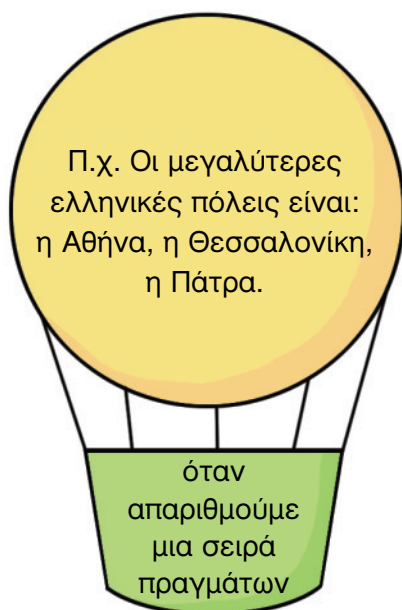 Π.χ. Οι μεγαλύτερες
ελληνικές πόλεις είναι:
η Αθήνα, η Θεσσαλονίκη,
η Πάτρα.
όταν
απαριθμούμε
μια σειρά
πραγμάτων